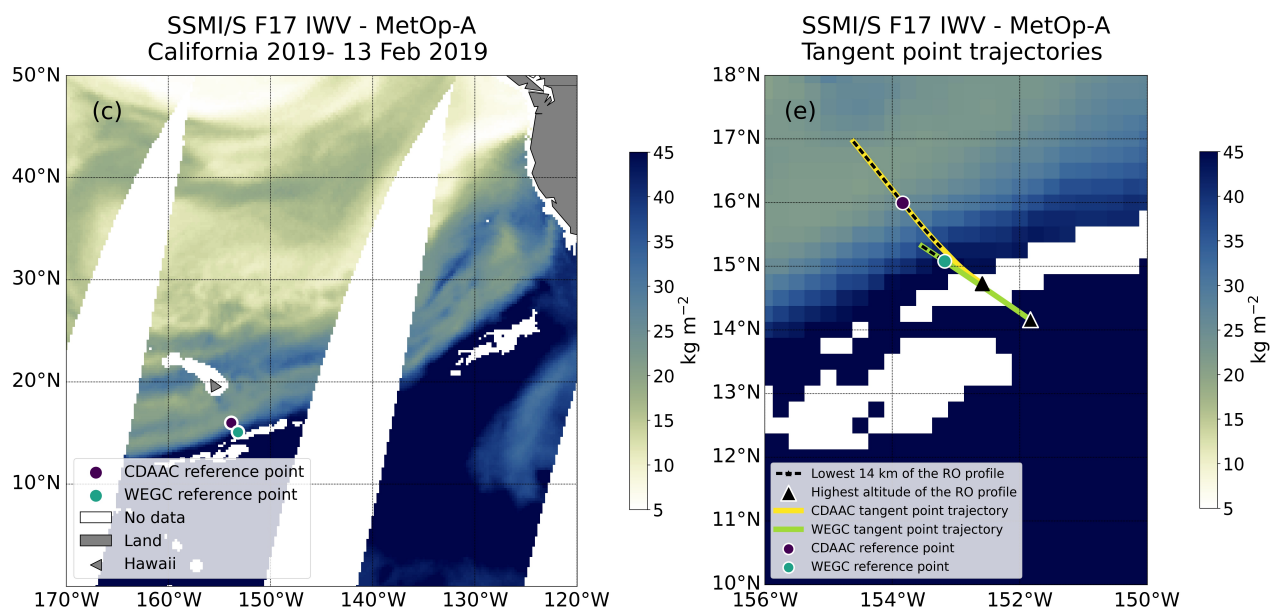 SSMI/S F17 IWV - MetOp-A
California 2019- 13 Feb 2019
(c)
50°N
40°N
30°N
20°N
10°N
170°W
160°W
150°W
140°W
130°W
120°W
CDAAC reference point
WEGC reference point
No data
Land
Hawaii
45
40
35
30
25
20
15
10
5
kg m⁻²
SSMI/S F17 IWV - MetOp-A
Tangent point trajectories
(e)
18°N
17°N
16°N
15°N
14°N
13°N
12°N
11°N
10°N
156°W
154°W
152°W
150°W
Lowest 14 km of the RO profile
Highest altitude of the RO profile
CDAAC tangent point trajectory
WEGC tangent point trajectory
CDAAC reference point
WEGC reference point
45
40
35
30
25
20
15
10
5
kg m⁻²